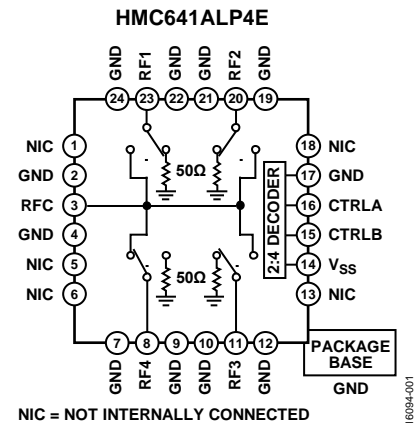 HMC641ALP4E
GND RF1 GND GND RF2 GND
24 23 22 21 20 19
NIC 1
GND 2
RFC 3
GND 4
NIC 5
NIC 6
50Ω
50Ω
2:4 DECODER
18 NIC
17 GND
16 CTRLA
15 CTRLB
14 VSS
13 NIC
7 8 9 10 11 12
GND RF4 GND GND RF3 GND
PACKAGE
BASE
GND
NIC = NOT INTERNALLY CONNECTED